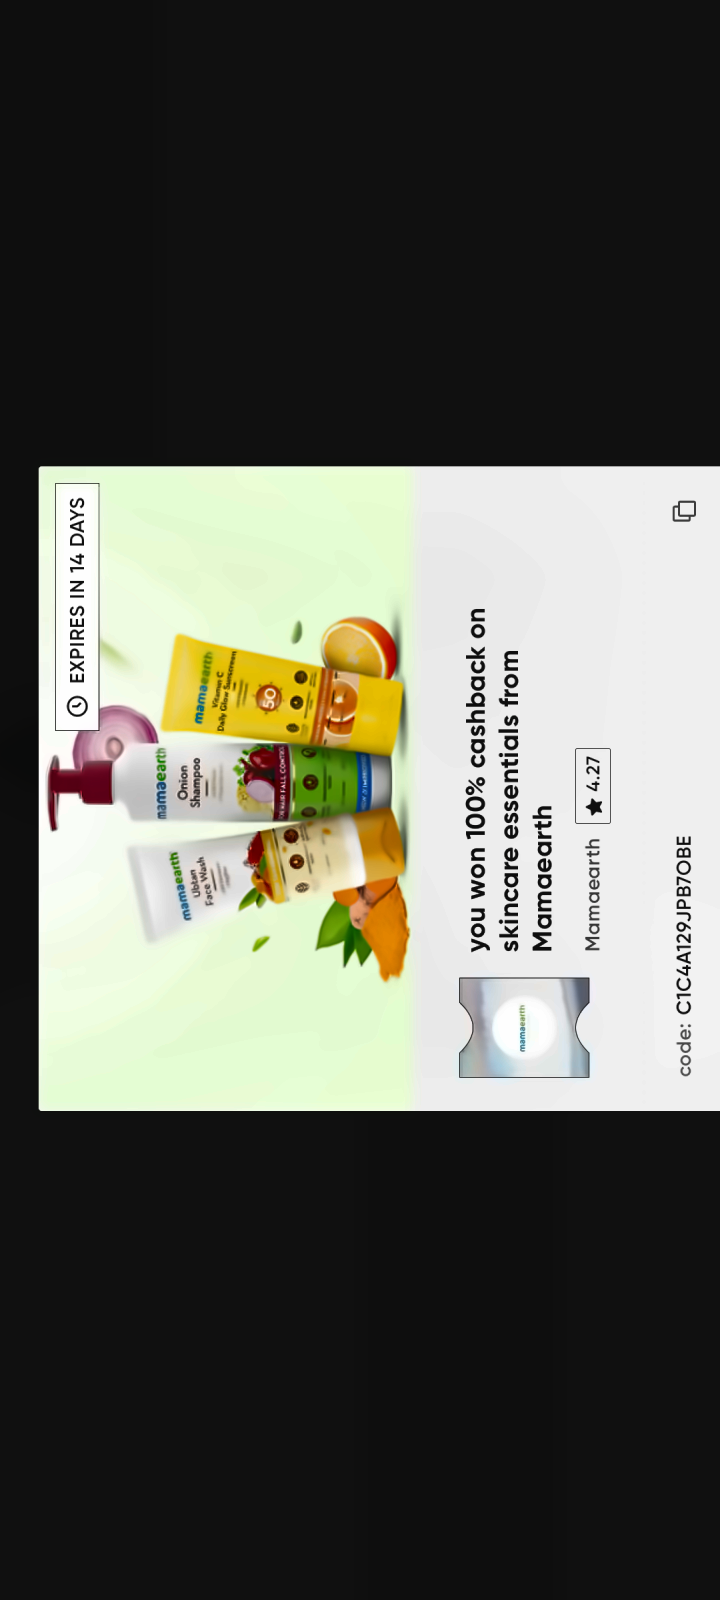 EXPIRES IN 14 DAYS
mamaearth
Vitamin C
Daily Glow Sunscreen
50
mamaearth
Onion
Shampoo
mamaearth
Ubtan
Face Wash
you won 100% cashback on
skincare essentials from
Mamaearth
Mamaearth ★ 4.27
mamaearth
code: C1C4A129JPB7OBE